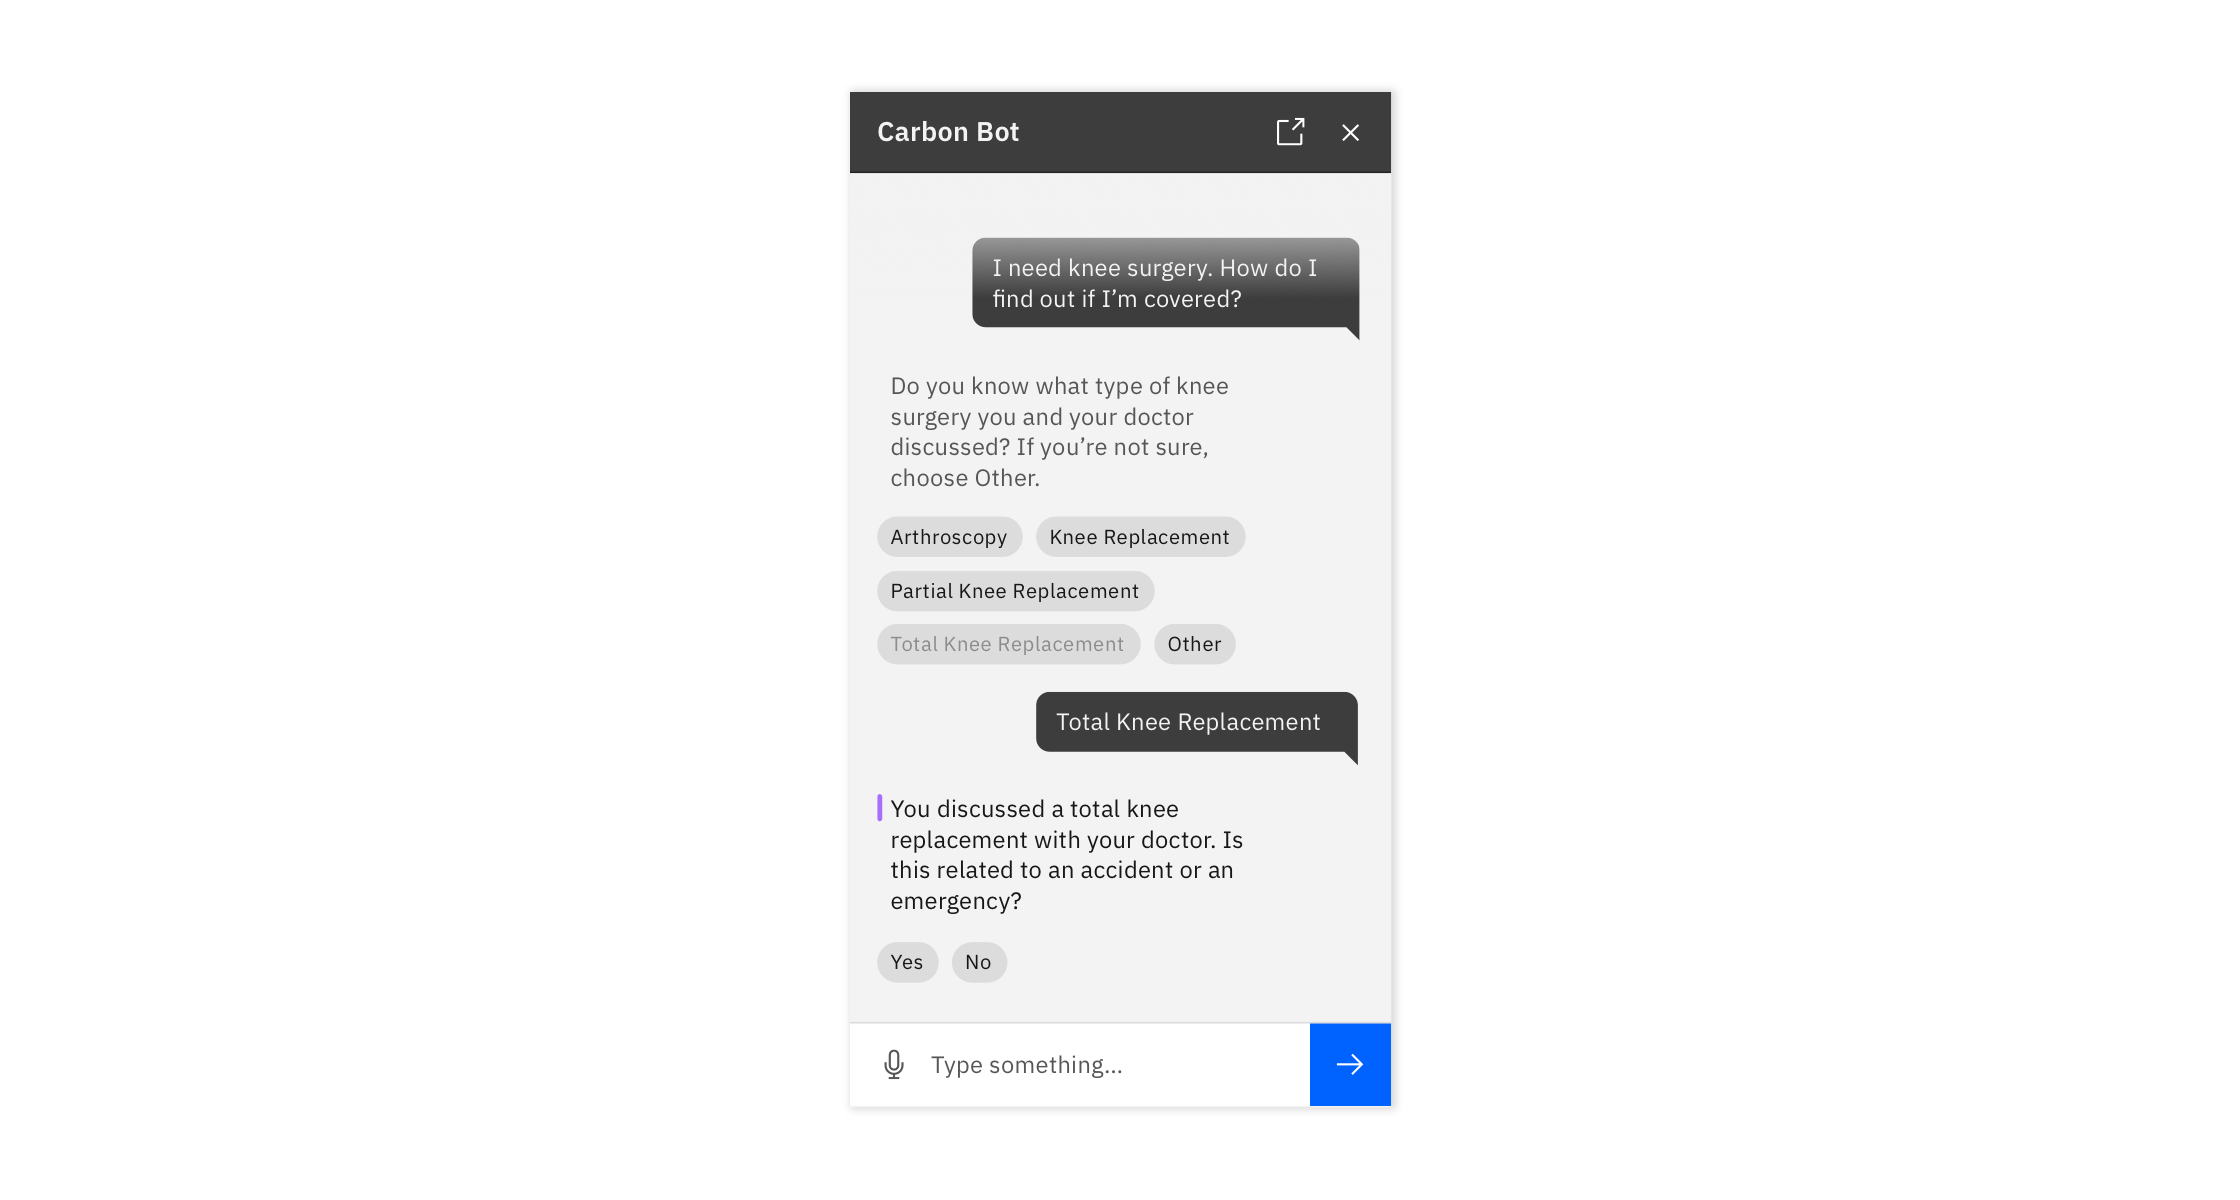 Carbon Bot
I need knee surgery. How do I
find out if I’m covered?
Do you know what type of knee
surgery you and your doctor
discussed? If you’re not sure,
choose Other.
Arthroscopy
Knee Replacement
Partial Knee Replacement
Total Knee Replacement
Other
Total Knee Replacement
You discussed a total knee
replacement with your doctor. Is
this related to an accident or an
emergency?
Yes
No
Type something...